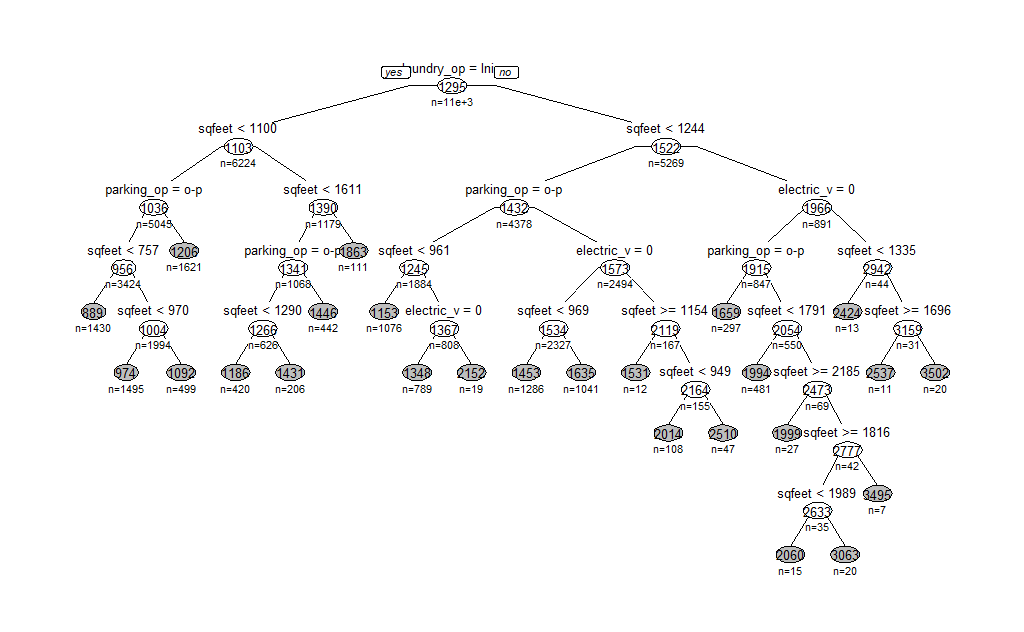 yes laundry_op = lni no
1295
n=11e+3
sqfeet < 1100 sqfeet < 1244
1103 1522
n=6224 n=5269
parking_op = o-p sqfeet < 1611 parking_op = o-p electric_v = 0
1036 1390 1432 1966
n=5045 n=1179 n=4378 n=891
sqfeet < 757 1206 parking_op = o-p 1863 sqfeet < 961 electric_v = 0 parking_op = o-p sqfeet < 1335
956 n=1621 1341 n=111 1245 1573 1915 2942
n=3424 n=1068 n=1884 n=2494 n=847 n=44
889 sqfeet < 970 sqfeet < 1290 1446 1153 electric_v = 0 sqfeet < 969 sqfeet >= 1154 1659 sqfeet < 1791 2424 sqfeet >= 1696
n=1430 1004 1266 n=442 n=1076 1367 1534 2119 n=297 2054 n=13 3159
n=1994 n=626 n=808 n=2327 n=167 n=550 n=31
974 1092 1186 1431 1348 2152 1453 1635 1531 sqfeet < 949 1994 sqfeet >= 2185 2537 3502
n=1495 n=499 n=420 n=206 n=789 n=19 n=1286 n=1041 n=12 2164 n=481 2473 n=11 n=20
n=155 n=69
2014 2510 1999 sqfeet >= 1816
n=108 n=47 n=27 2777
n=42
sqfeet < 1989 3495
2633 n=7
n=35
2060 3063
n=15 n=20